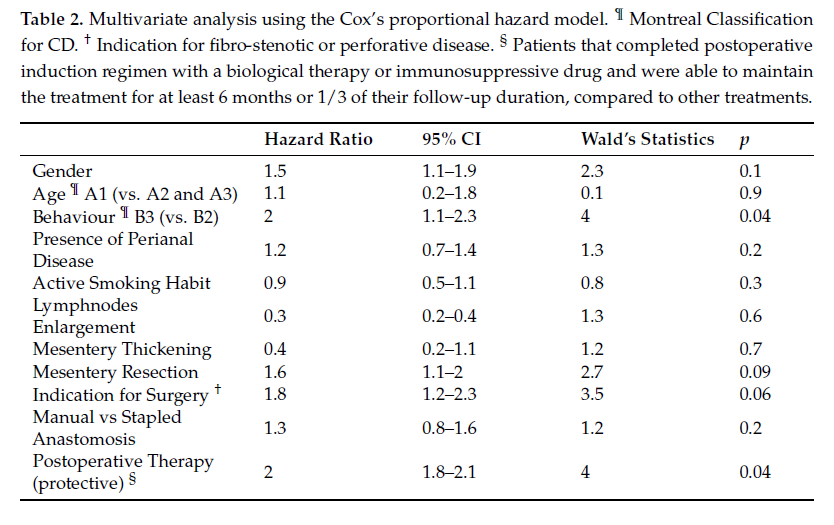 Table 2. Multivariate analysis using the Cox's proportional hazard model. ¶ Montreal Classification
for CD. † Indication for fibro-stenotic or perforative disease. § Patients that completed postoperative
induction regimen with a biological therapy or immunosuppressive drug and were able to maintain
the treatment for at least 6 months or 1/3 of their follow-up duration, compared to other treatments.
Hazard Ratio 95% CI Wald's Statistics p
Gender 1.5 1.1–1.9 2.3 0.1
Age ¶ A1 (vs. A2 and A3) 1.1 0.2–1.8 0.1 0.9
Behaviour ¶ B3 (vs. B2) 2 1.1–2.3 4 0.04
Presence of Perianal
Disease 1.2 0.7–1.4 1.3 0.2
Active Smoking Habit 0.9 0.5–1.1 0.8 0.3
Lymphnodes
Enlargement 0.3 0.2–0.4 1.3 0.6
Mesentery Thickening 0.4 0.2–1.1 1.2 0.7
Mesentery Resection 1.6 1.1–2 2.7 0.09
Indication for Surgery † 1.8 1.2–2.3 3.5 0.06
Manual vs Stapled
Anastomosis 1.3 0.8–1.6 1.2 0.2
Postoperative Therapy
(protective) § 2 1.8–2.1 4 0.04